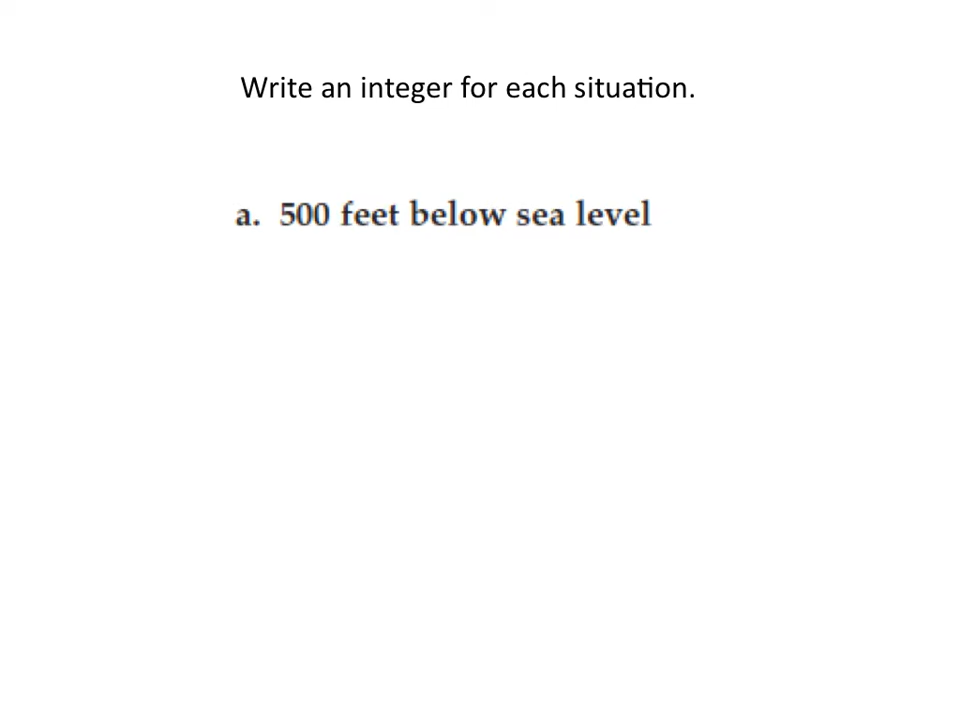 Write an integer for each situation.
a. 500 feet below sea level